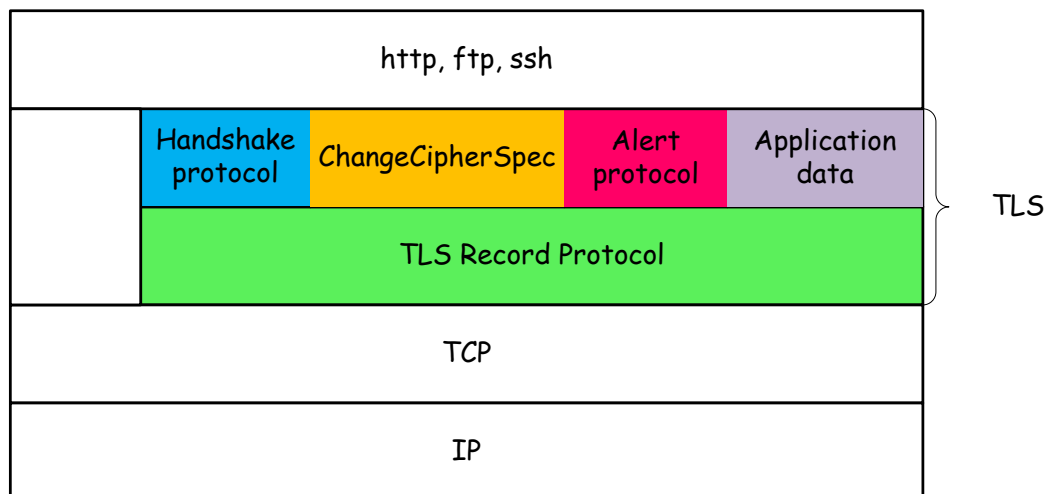 http, ftp, ssh
Handshake
protocol
ChangeCipherSpec
Alert
protocol
Application
data
TLS
TLS Record Protocol
TCP
IP